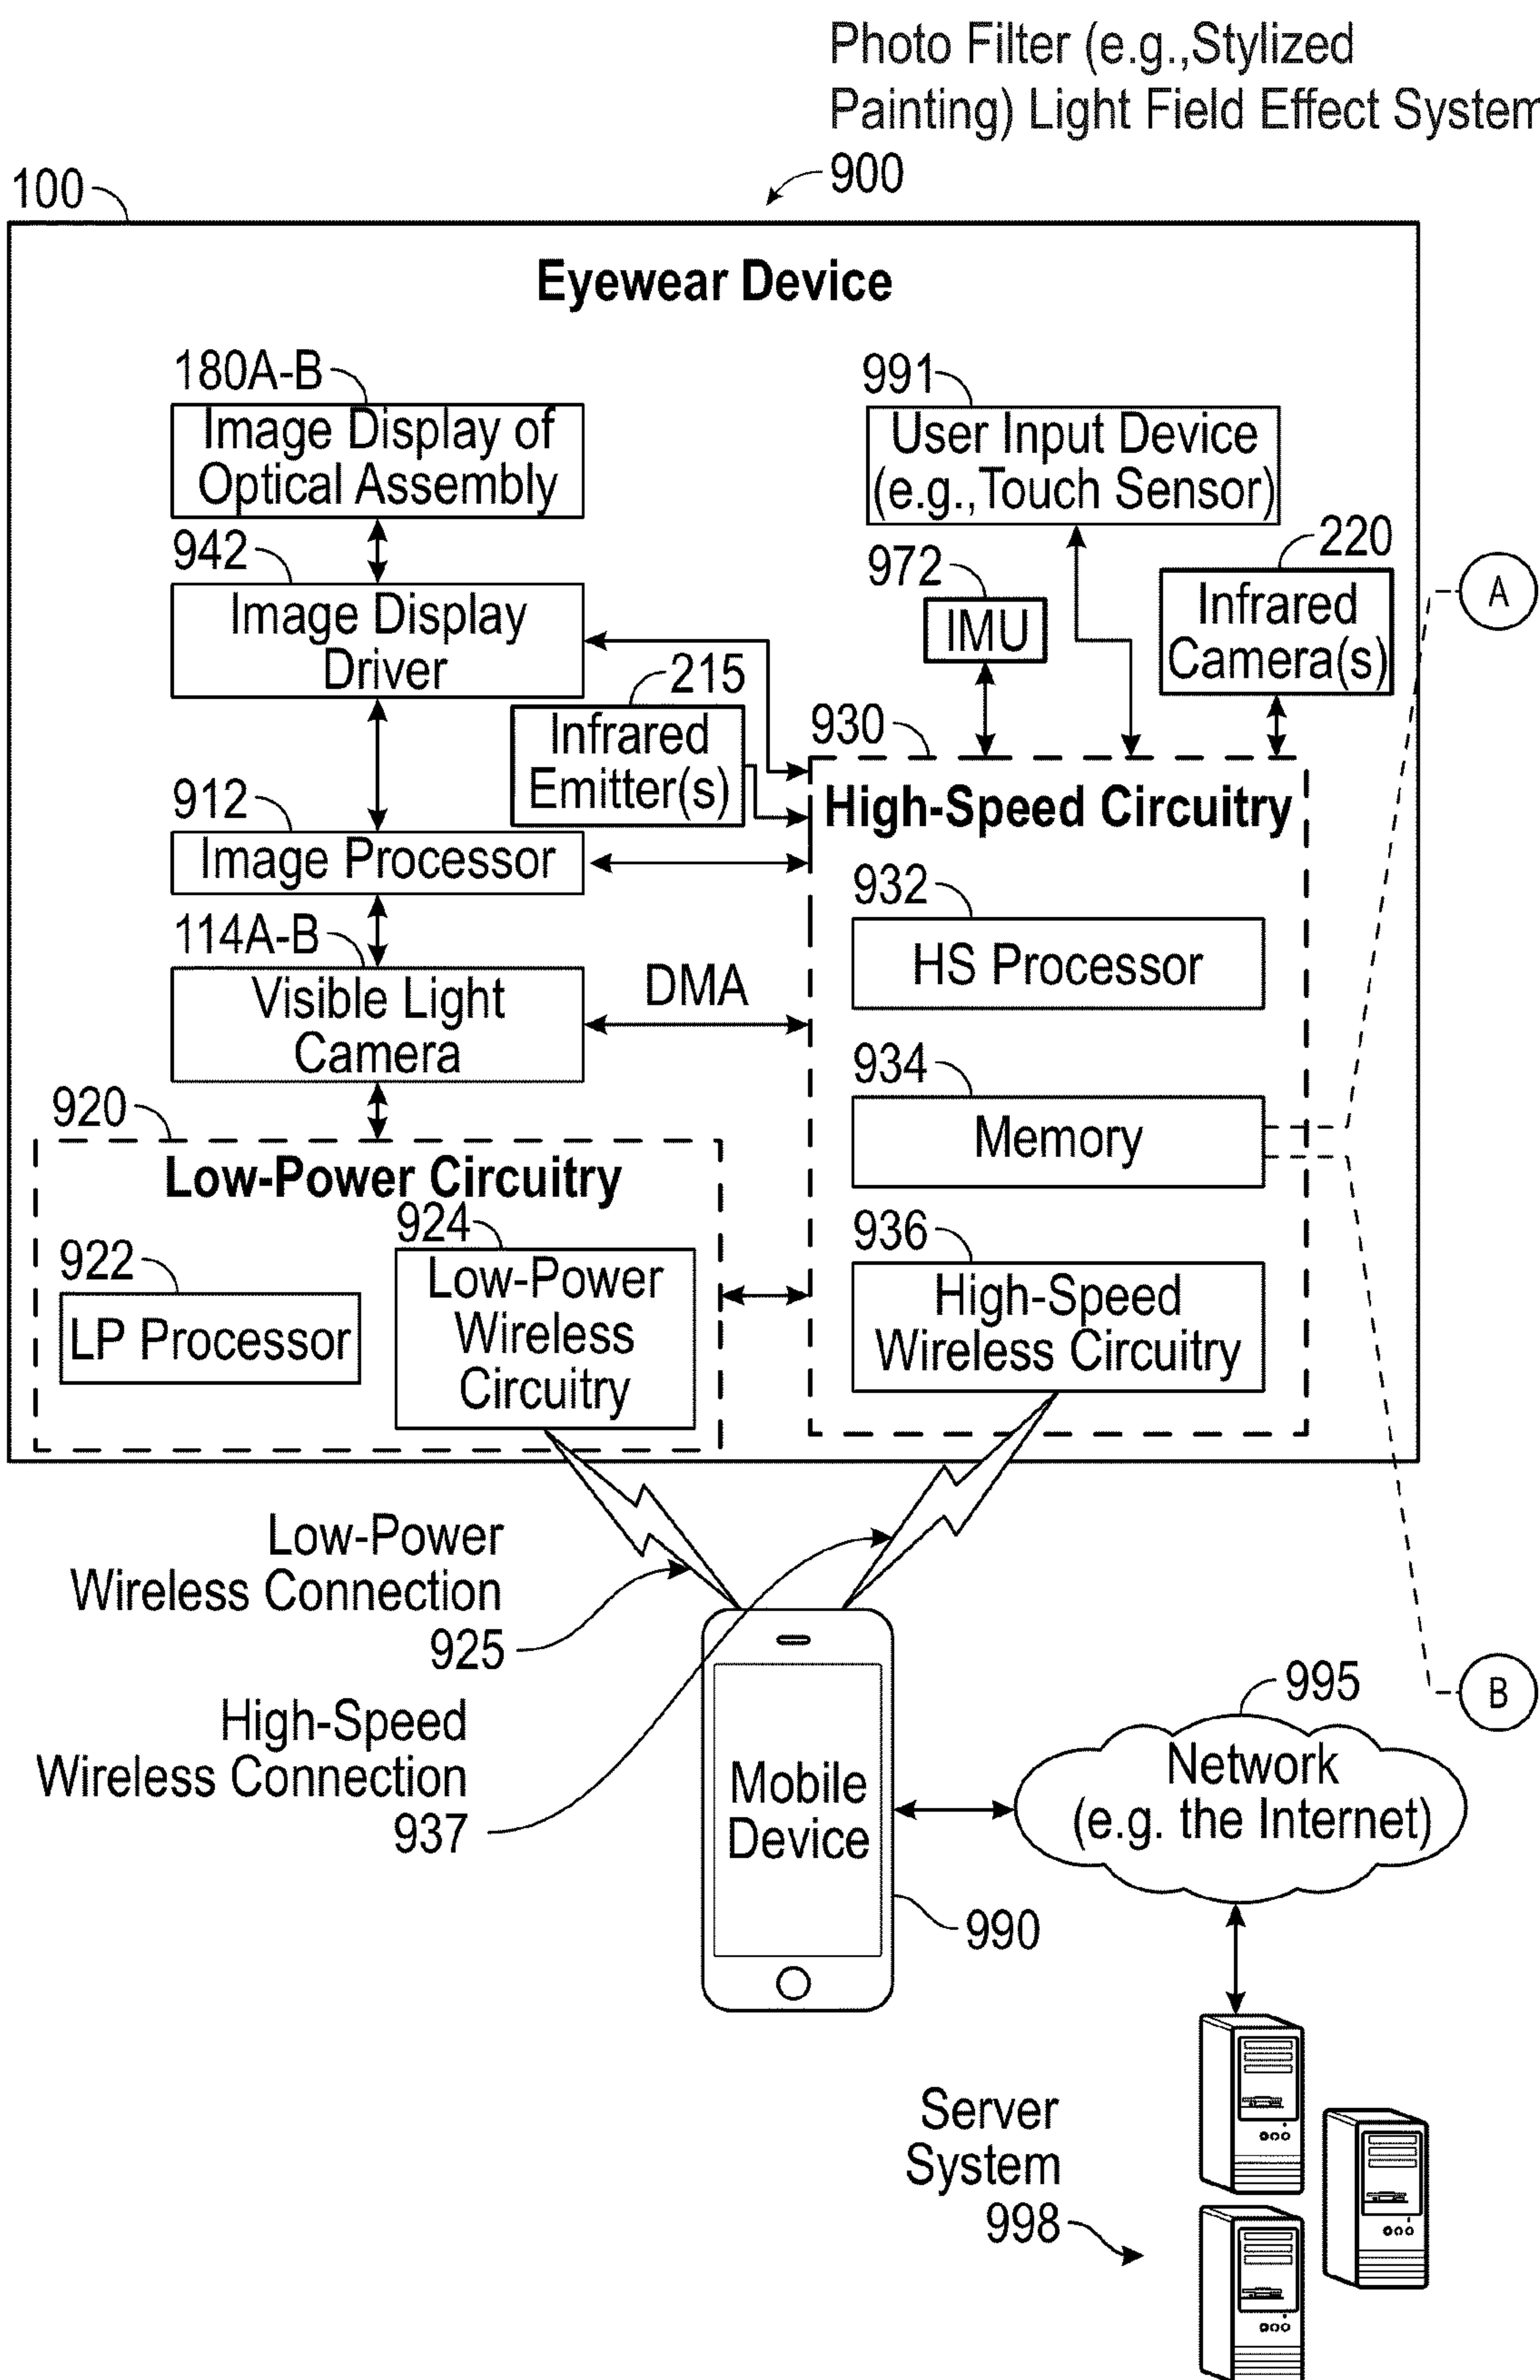 Photo Filter (e.g.,Stylized
Painting) Light Field Effect System
900
100
Eyewear Device
180A-B
Image Display of
Optical Assembly
991
User Input Device
(e.g.,Touch Sensor)
942
Image Display
Driver
972
IMU
220
Infrared
Camera(s)
A
215
Infrared
Emitter(s)
930
High-Speed Circuitry
912
Image Processor
932
HS Processor
114A-B
Visible Light
Camera
DMA
934
Memory
920
Low-Power Circuitry
922
LP Processor
924
Low-Power
Wireless
Circuitry
936
High-Speed
Wireless Circuitry
Low-Power
Wireless Connection
925
High-Speed
Wireless Connection
937
Mobile
Device
990
995
Network
(e.g. the Internet)
B
Server
System
998